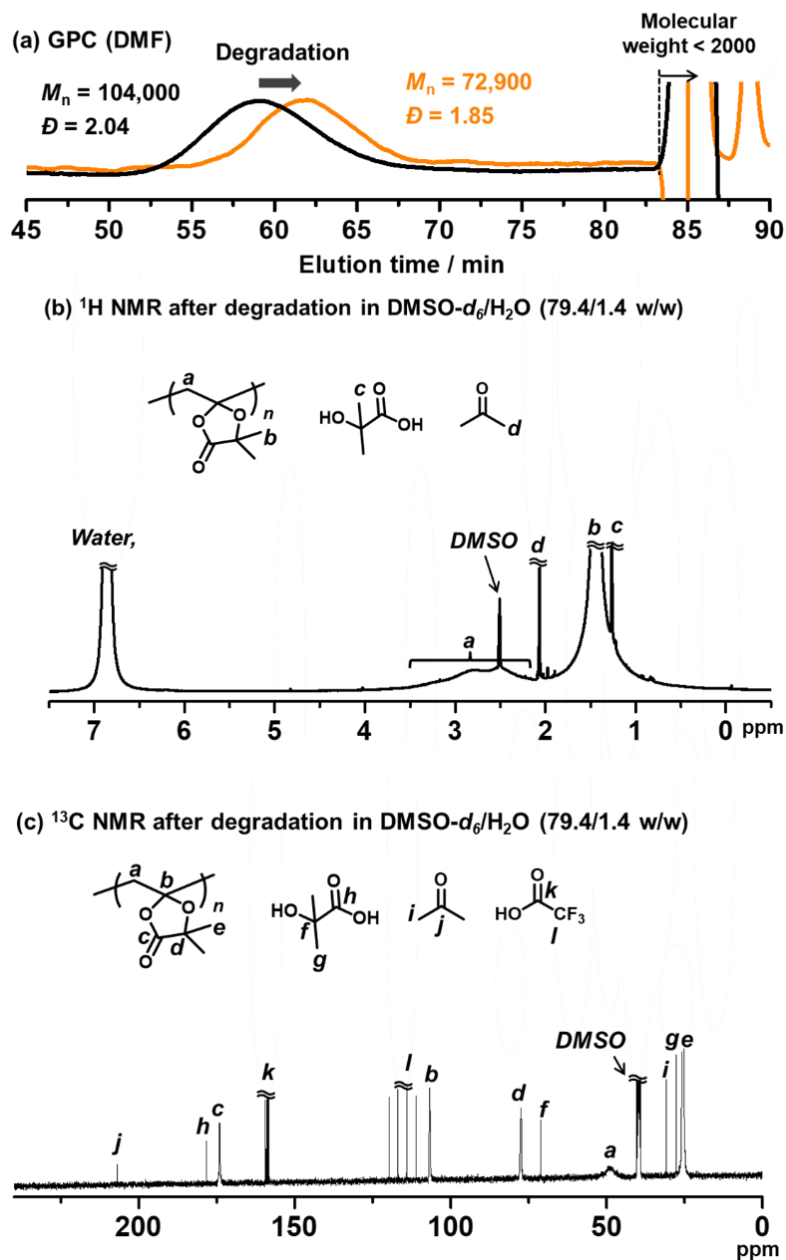 (a) GPC (DMF)
Degradation
Molecular
weight < 2000
Mn = 104,000
Đ = 2.04
Mn = 72,900
Đ = 1.85
45 50 55 60 65 70 75 80 85 90
Elution time / min
(b) ¹H NMR after degradation in DMSO-d₆/H₂O (79.4/1.4 w/w)
a
O
O
O
n
b
c
O
HO
OH
O
d
Water,
a
DMSO
d
b
c
7 6 5 4 3 2 1 0 ppm
(c) ¹³C NMR after degradation in DMSO-d₆/H₂O (79.4/1.4 w/w)
a
b
O
O
n
c
O
d
e
O
h
HO
OH
f
g
O
i
j
O
k
HO
CF₃
l
j
h
c
k
l
b
d
f
a
DMSO
i
g
e
200 150 100 50 0
ppm